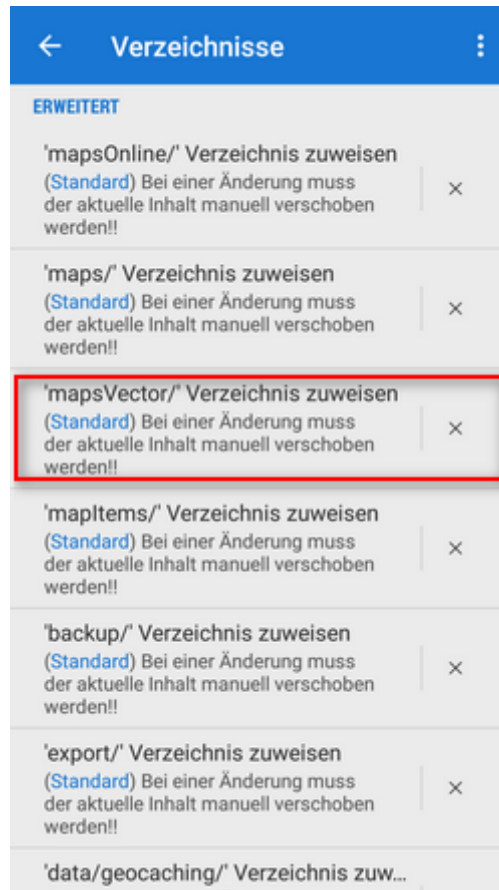 Verzeichnisse
ERWEITERT
'mapsOnline/' Verzeichnis zuweisen
(Standard) Bei einer Änderung muss
der aktuelle Inhalt manuell verschoben
werden!!
'maps/' Verzeichnis zuweisen
(Standard) Bei einer Änderung muss
der aktuelle Inhalt manuell verschoben
werden!!
'mapsVector/' Verzeichnis zuweisen
(Standard) Bei einer Änderung muss
der aktuelle Inhalt manuell verschoben
werden!!
'mapItems/' Verzeichnis zuweisen
(Standard) Bei einer Änderung muss
der aktuelle Inhalt manuell verschoben
werden!!
'backup/' Verzeichnis zuweisen
(Standard) Bei einer Änderung muss
der aktuelle Inhalt manuell verschoben
werden!!
'export/' Verzeichnis zuweisen
(Standard) Bei einer Änderung muss
der aktuelle Inhalt manuell verschoben
werden!!
'data/geocaching/' Verzeichnis zuw...